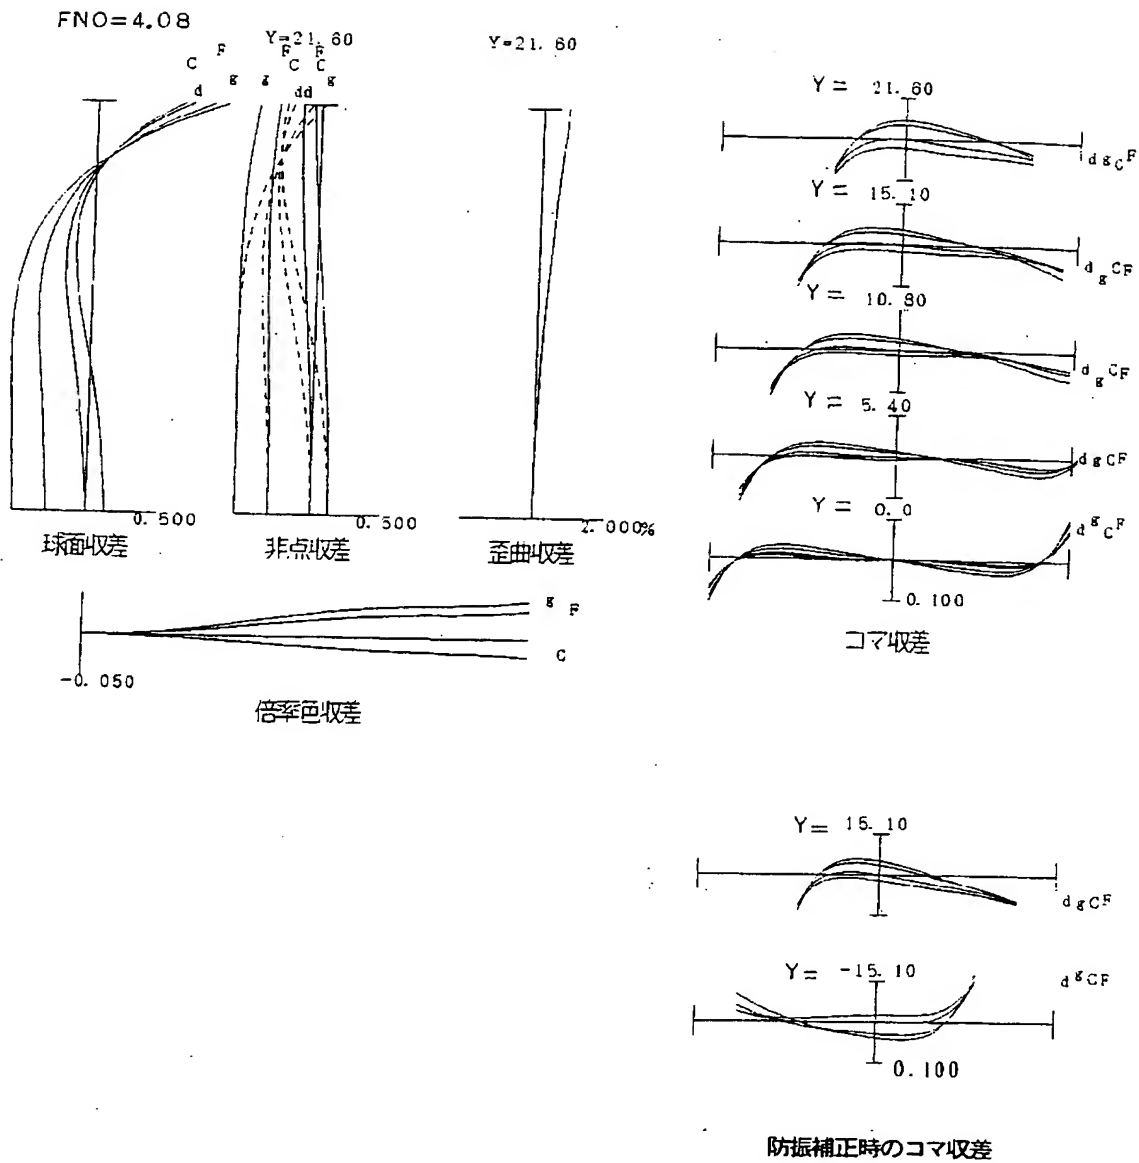 FNO=4.08
C F
d g
Y=21.60
F F
g C C g
dd
Y=21.60
0.500
球面収差
0.500
非点収差
2.000%
歪曲収差
g F
C
-0.050
倍率色収差
Y= 21.60
d g C F
Y= 15.10
d g C F
Y= 10.80
d g C F
Y= 5.40
d g C F
Y= 0.0
d g C F
0.100
コマ収差
Y= 15.10
d g C F
Y= -15.10
d g C F
0.100
防振補正時のコマ収差